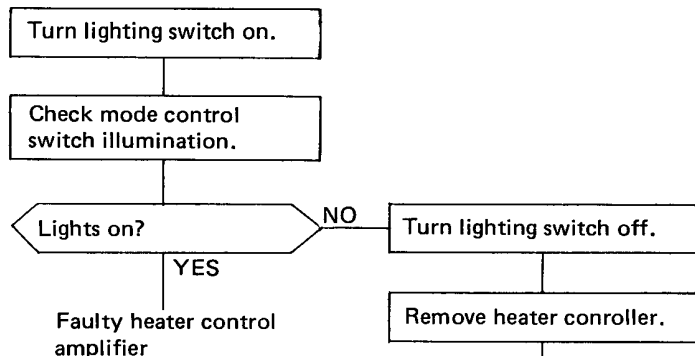 Turn lighting switch on.
Check mode control
switch illumination.
Lights on?
NO
Turn lighting switch off.
YES
Faulty heater control
amplifier
Remove heater conroller.